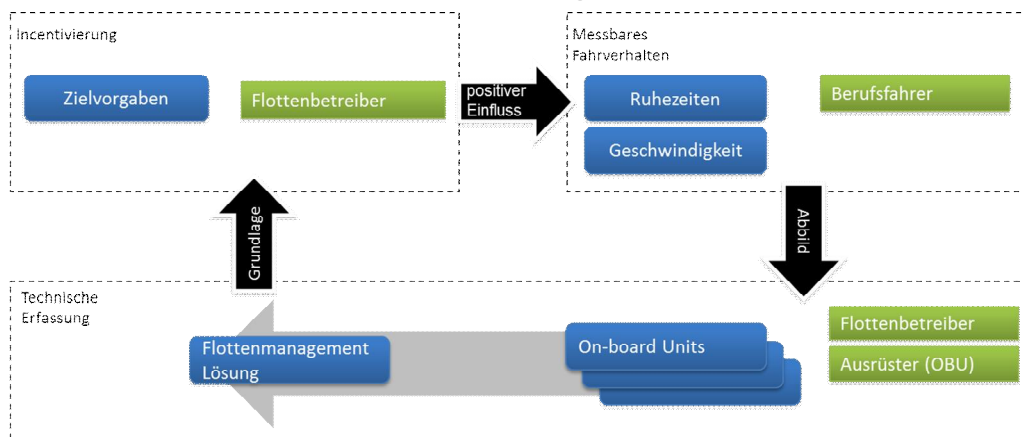 Incentivierung
Zielvorgaben
Flottenbetreiber
positiver
Einfluss
Messbares
Fahrverhalten
Ruhezeiten
Geschwindigkeit
Berufsfahrer
Grundlage
Abbild
Technische
Erfassung
Flottenmanagement
Lösung
On-board Units
Flottenbetreiber
Ausrüster (OBU)